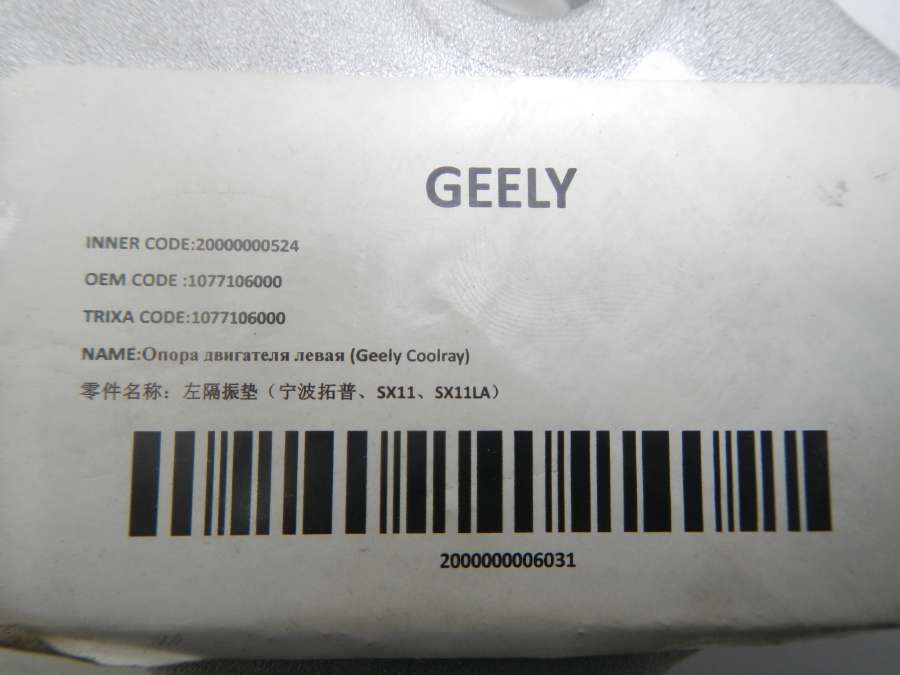 GEELY
INNER CODE:20000000524
OEM CODE :1077106000
TRIXA CODE:1077106000
NAME:Опора двигателя левая (Geely Coolray)
零件名称：左隔振垫（宁波拓普、SX11、SX11LA）
2000000006031